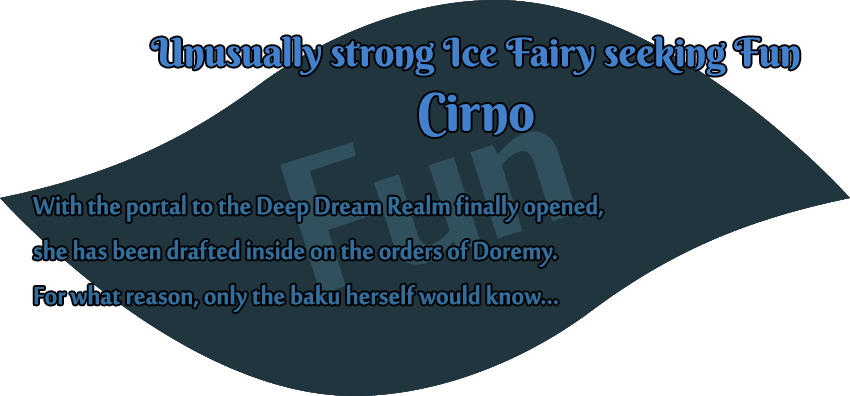 Unusually strong Ice Fairy seeking Fun
Cirno
Fun
With the portal to the Deep Dream Realm finally opened,
she has been drafted inside on the orders of Doremy.
For what reason, only the baku herself would know...